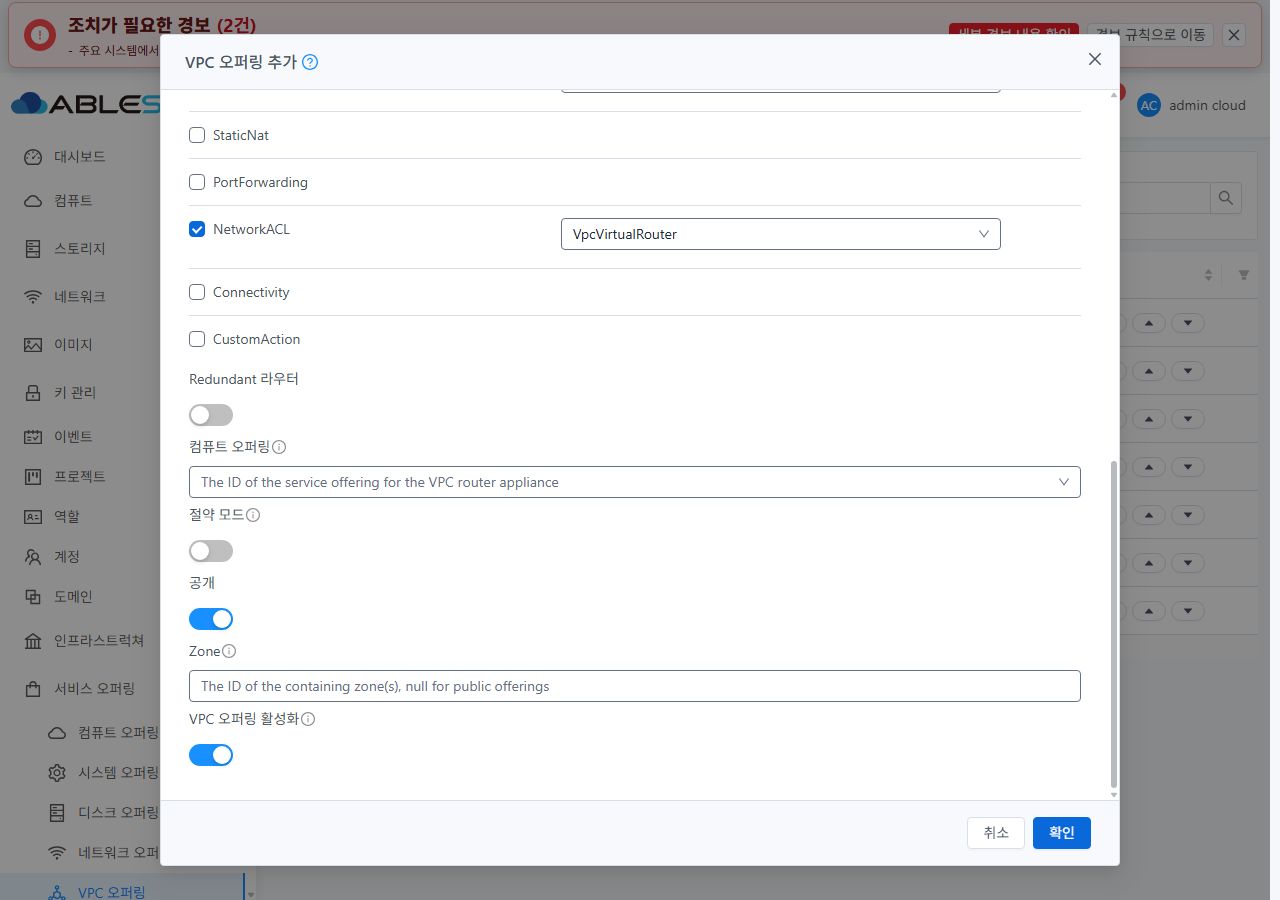 조치가 필요한 경보 (2건)
- 주요 시스템에서
경보 규칙으로 이동
VPC 오퍼링 추가
ABLES
AC admin cloud
대시보드
컴퓨트
스토리지
네트워크
이미지
키 관리
이벤트
프로젝트
역할
계정
도메인
인프라스트럭쳐
서비스 오퍼링
컴퓨트 오퍼링
시스템 오퍼링
디스크 오퍼링
네트워크 오퍼
VPC 오퍼링
StaticNat
PortForwarding
NetworkACL
VpcVirtualRouter
Connectivity
CustomAction
Redundant 라우터
컴퓨트 오퍼링
The ID of the service offering for the VPC router appliance
절약 모드
공개
Zone
The ID of the containing zone(s), null for public offerings
VPC 오퍼링 활성화
취소
확인